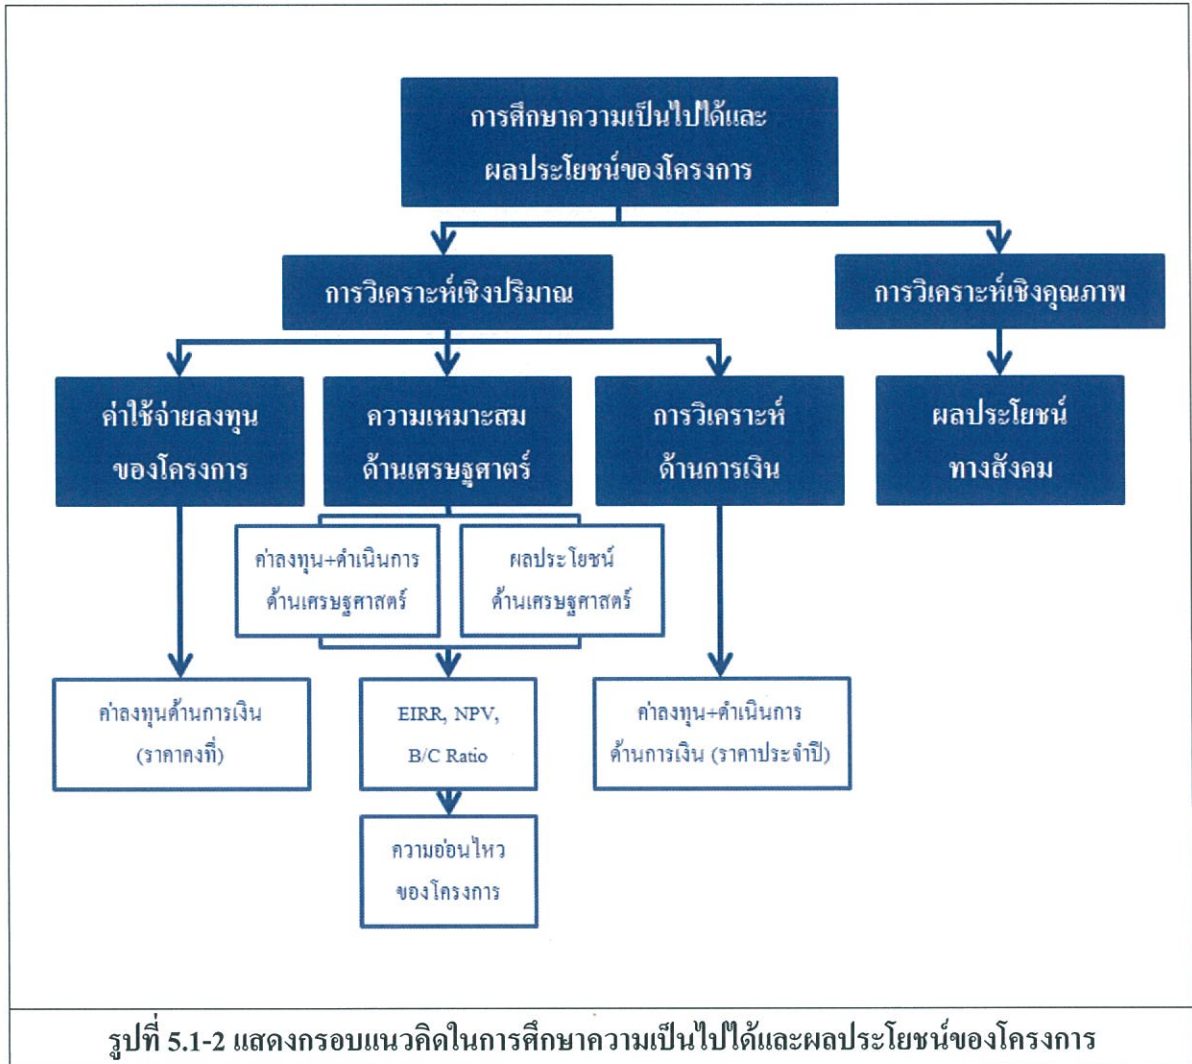 การศึกษาความเป็นไปได้และ
ผลประโยชน์ของโครงการ
การวิเคราะห์เชิงปริมาณ
การวิเคราะห์เชิงคุณภาพ
ค่าใช้จ่ายลงทุน
ของโครงการ
ความเหมาะสม
ด้านเศรษฐศาตร์
การวิเคราะห์
ด้านการเงิน
ผลประโยชน์
ทางสังคม
ค่าลงทุน+ดำเนินการ
ด้านเศรษฐศาสตร์
ผลประโยชน์
ด้านเศรษฐศาสตร์
ค่าลงทุนด้านการเงิน
(ราคาคงที่)
EIRR, NPV,
B/C Ratio
ค่าลงทุน+ดำเนินการ
ด้านการเงิน (ราคาประจำปี)
ความอ่อนไหว
ของโครงการ
รูปที่ 5.1-2 แสดงกรอบแนวคิดในการศึกษาความเป็นไปได้และผลประโยชน์ของโครงการ